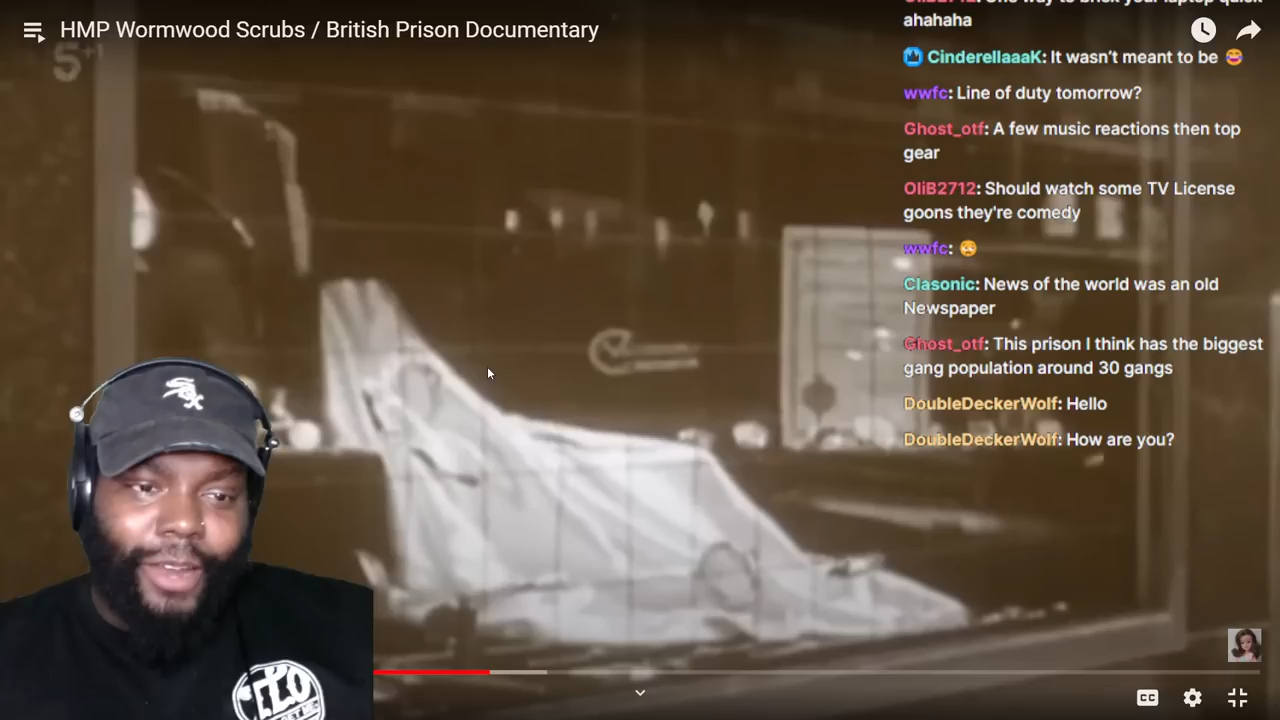 HMP Wormwood Scrubs / British Prison Documentary
5
ahahaha
CinderellaaaK: It wasn't meant to be 😂
wwfc: Line of duty tomorrow?
Ghost_otf: A few music reactions then top
gear
OliB2712: Should watch some TV License
goons they're comedy
wwfc:
Clasonic: News of the world was an old
Newspaper
Ghost_otf: This prison I think has the biggest
gang population around 30 gangs
DoubleDeckerWolf: Hello
DoubleDeckerWolf: How are you?
Sox
CC